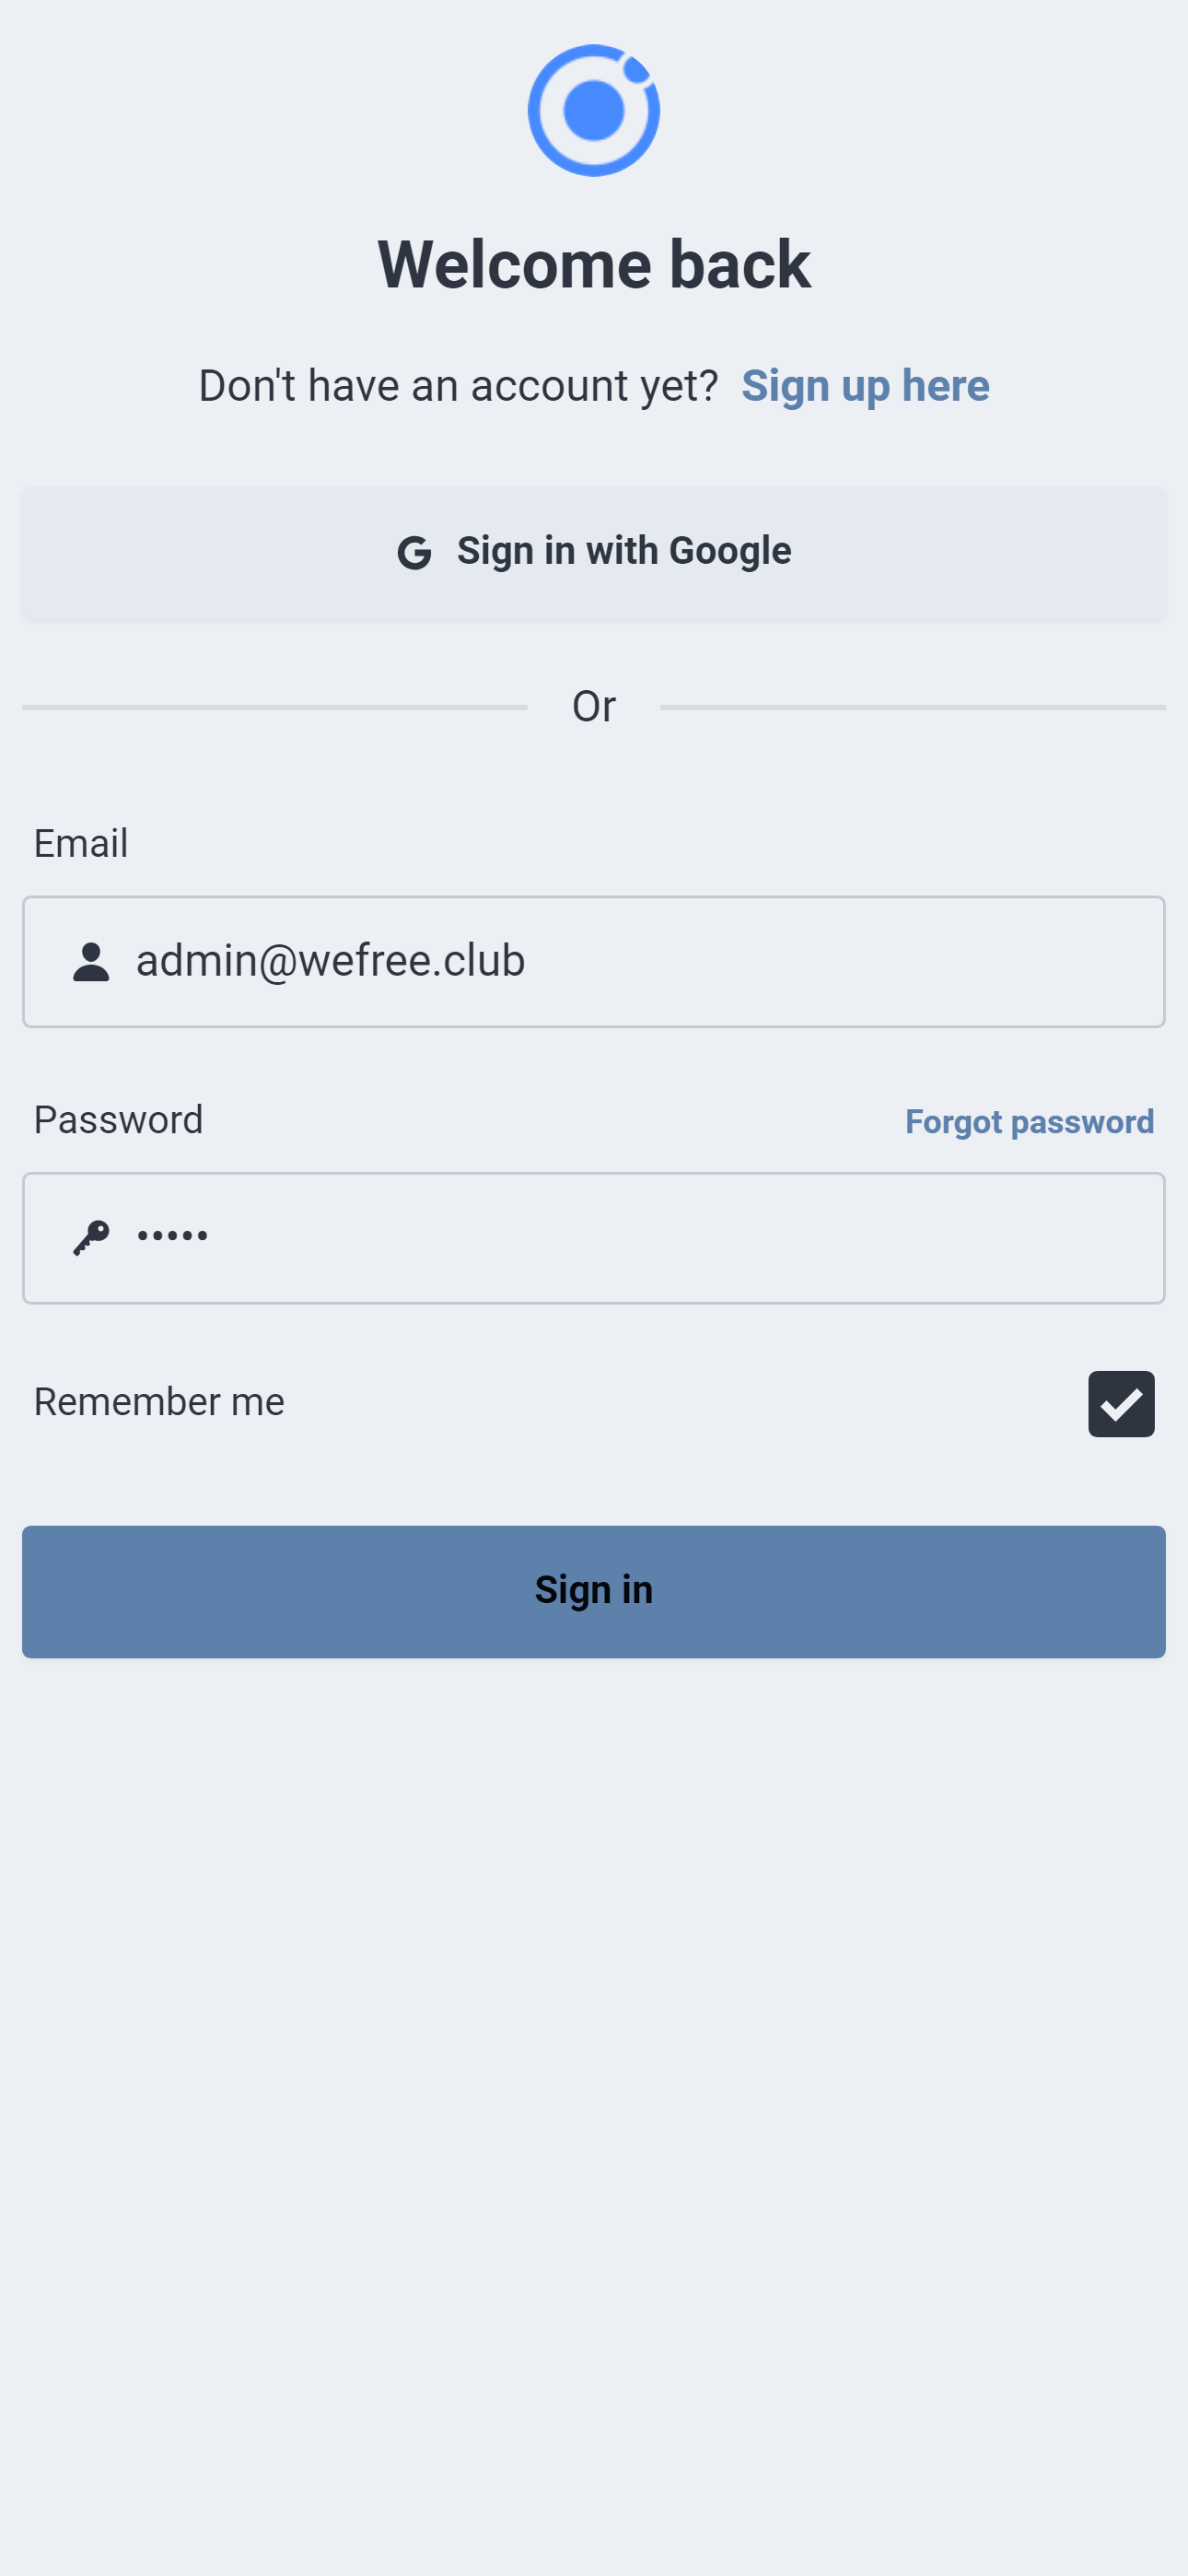 Welcome back
Don't have an account yet? Sign up here
Sign in with Google
Or
Email
admin@wefree.club
Password Forgot password
•••••
Remember me
Sign in